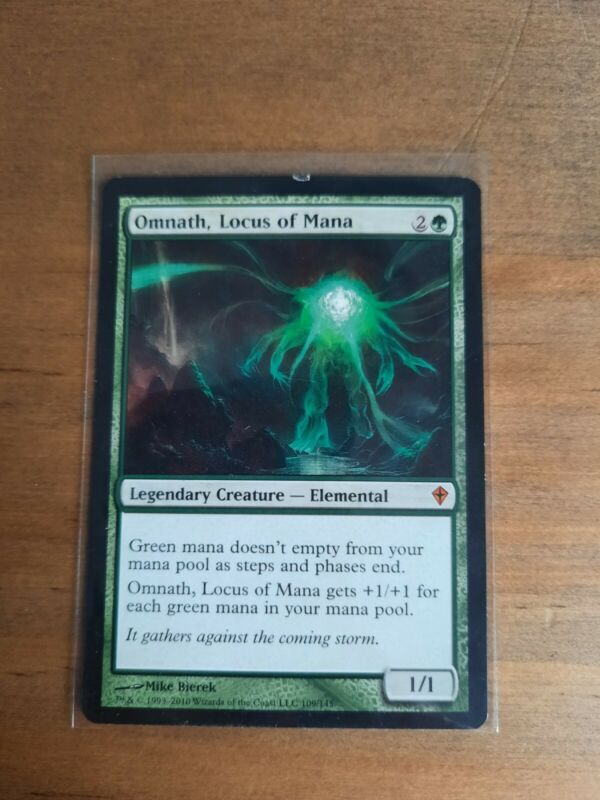 Omnath, Locus of Mana 2
Legendary Creature — Elemental
Green mana doesn't empty from your
mana pool as steps and phases end.
Omnath, Locus of Mana gets +1/+1 for
each green mana in your mana pool.
It gathers against the coming storm.
1/1
Mike Bierek
™ & © 1993–2010 Wizards of the Coast LLC 109/145